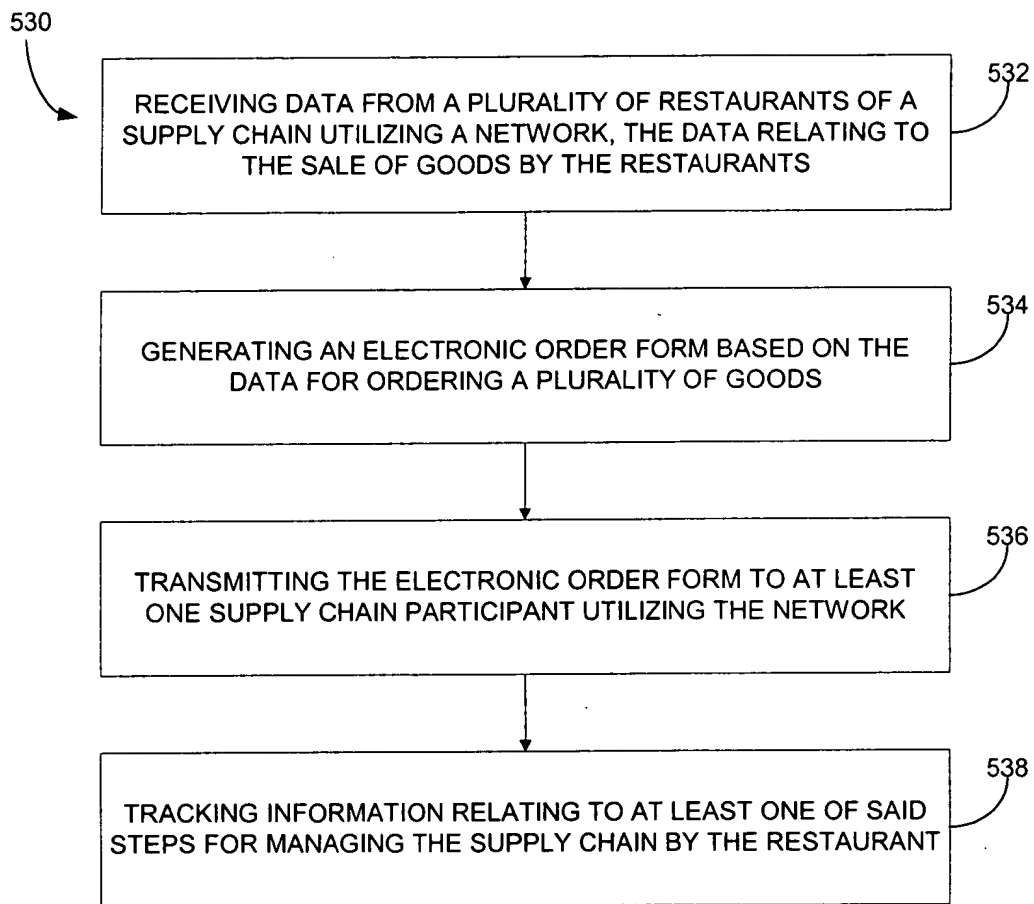 530
532
RECEIVING DATA FROM A PLURALITY OF RESTAURANTS OF A
SUPPLY CHAIN UTILIZING A NETWORK, THE DATA RELATING TO
THE SALE OF GOODS BY THE RESTAURANTS
534
GENERATING AN ELECTRONIC ORDER FORM BASED ON THE
DATA FOR ORDERING A PLURALITY OF GOODS
536
TRANSMITTING THE ELECTRONIC ORDER FORM TO AT LEAST
ONE SUPPLY CHAIN PARTICIPANT UTILIZING THE NETWORK
538
TRACKING INFORMATION RELATING TO AT LEAST ONE OF SAID
STEPS FOR MANAGING THE SUPPLY CHAIN BY THE RESTAURANT